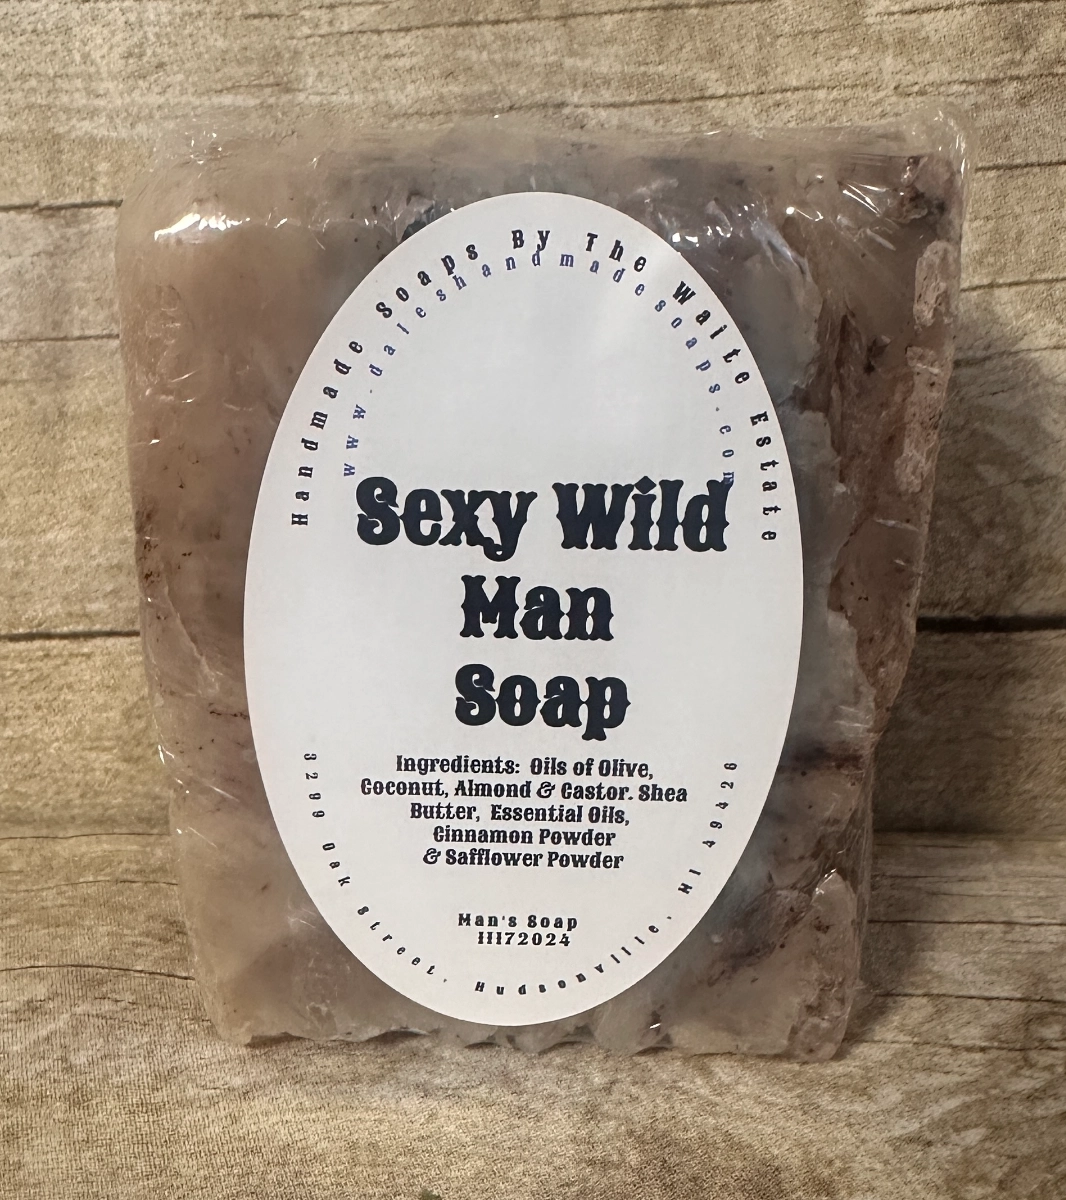 Handmade Soaps By The Waite Estate
www.daleshandmadesoaps.com
Sexy Wild
Man
Soap
Ingredients: Oils of Olive,
Coconut, Almond & Castor. Shea
Butter, Essential Oils,
Cinnamon Powder
& Safflower Powder
Man's Soap
11172024
3299 Oak Street, Hudsonville, MI 49426